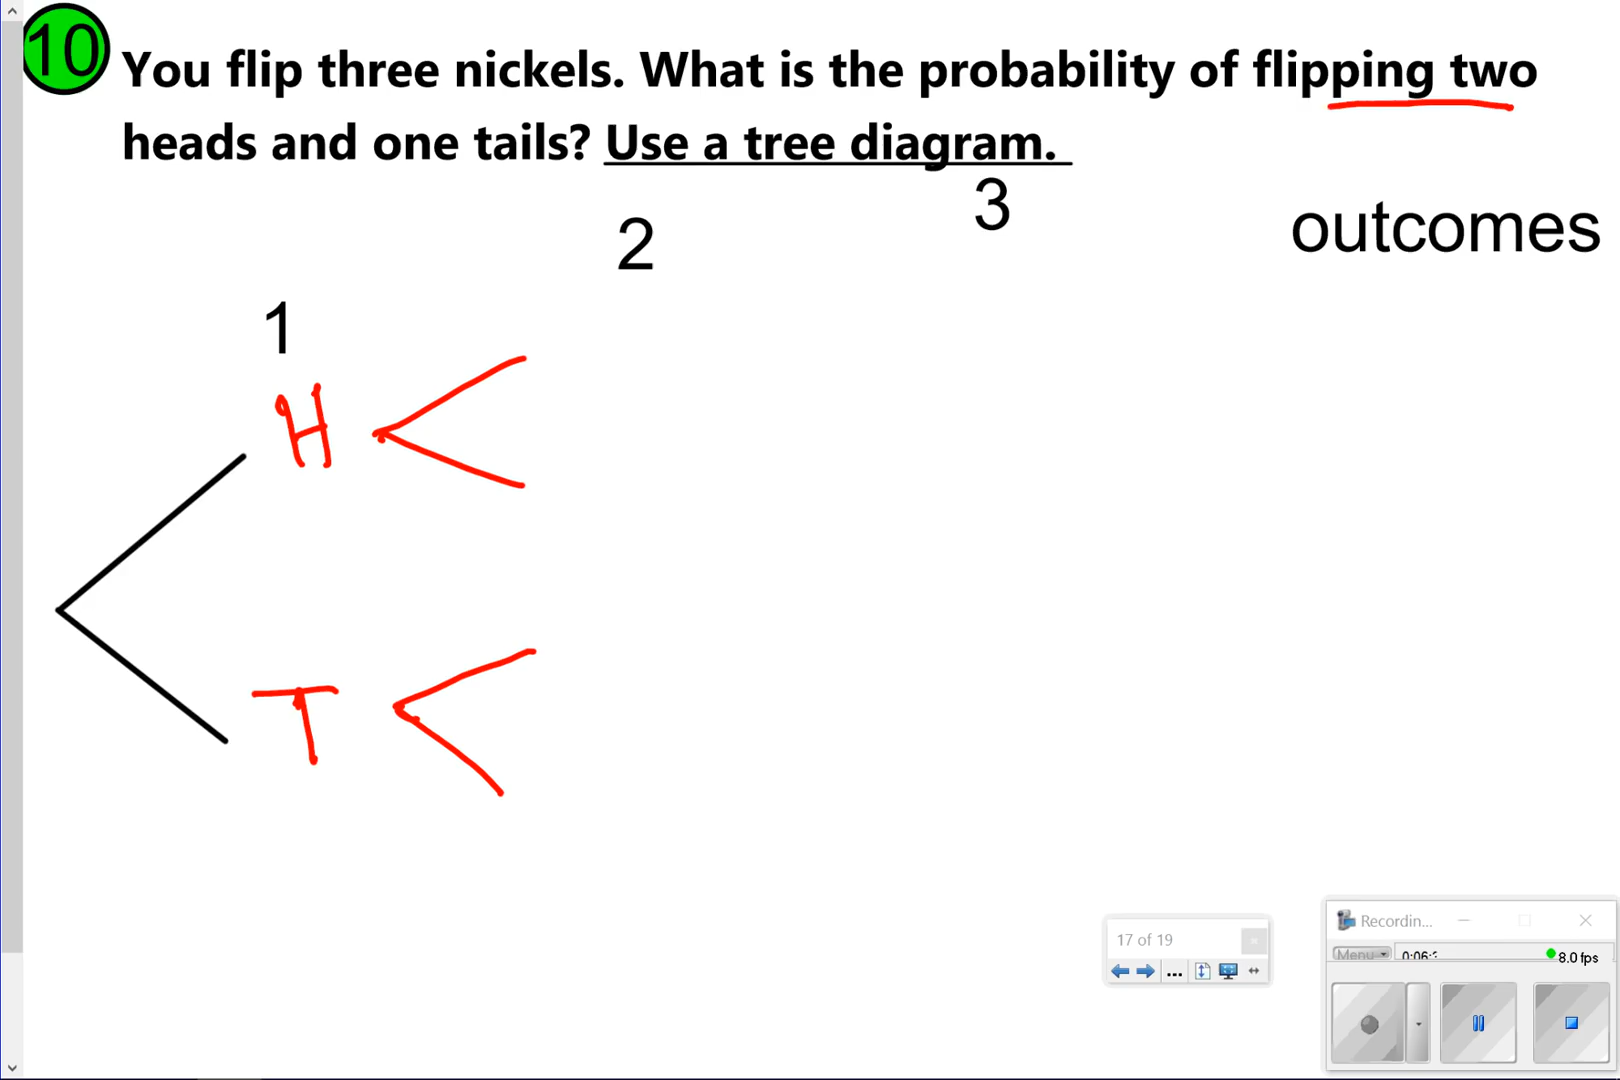 10
You flip three nickels. What is the probability of flipping two
heads and one tails? Use a tree diagram.
3
outcomes
2
1
H
T
17 of 19
Recordin...
Menu
8.0 fps